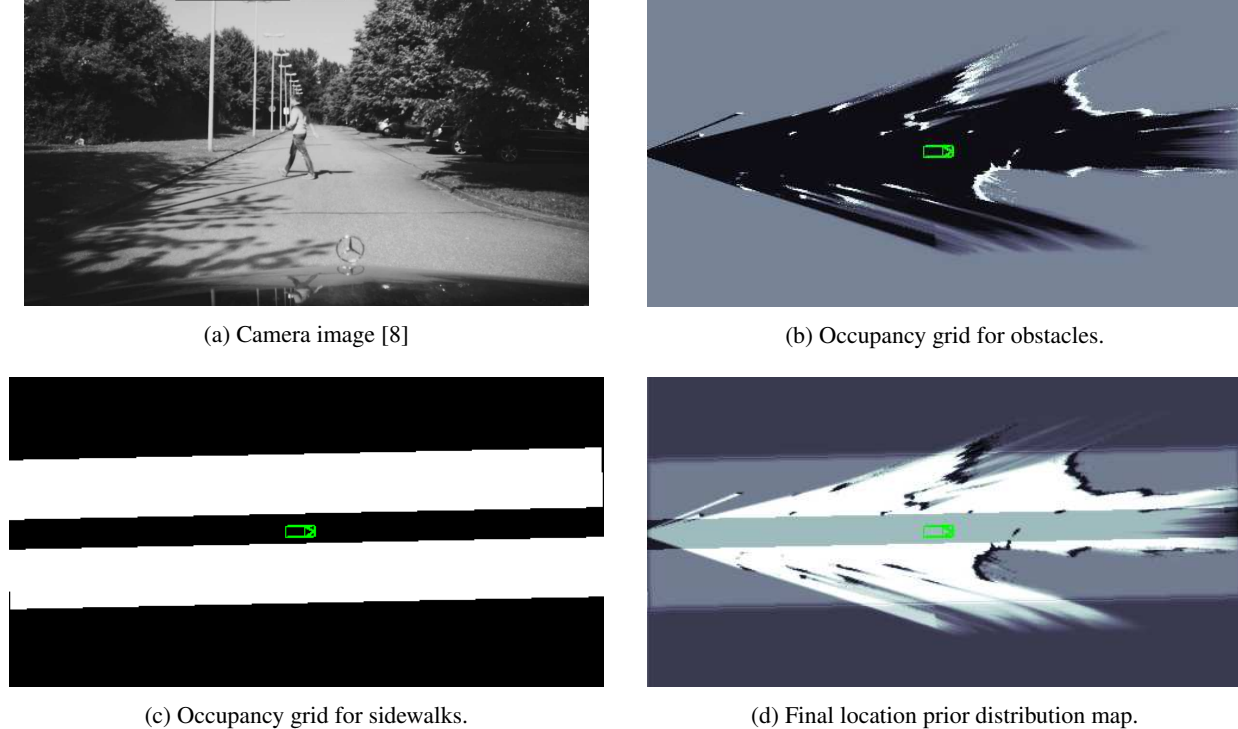 (a) Camera image [8]
(b) Occupancy grid for obstacles.
(c) Occupancy grid for sidewalks.
(d) Final location prior distribution map.